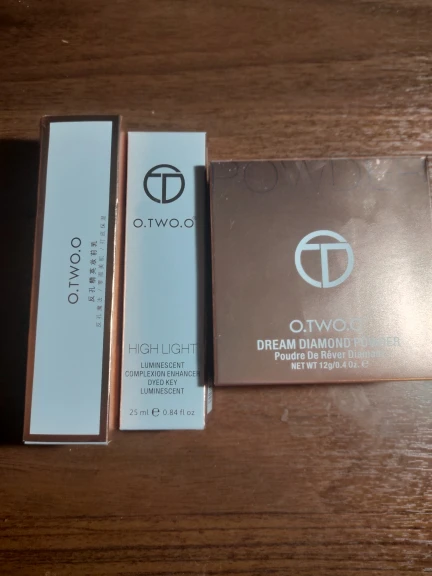 O.TWO.O
O.TWO.O
HIGH LIGHT
LUMINESCENT
COMPLEXION ENHANCER
DYED KEY
LUMINESCENT
25 ml e 0.84 fl oz
O.TWO.O
DREAM DIAMOND POWDER
Poudre De Rêver Diamant
NET WT 12g/0.4 Oz. e